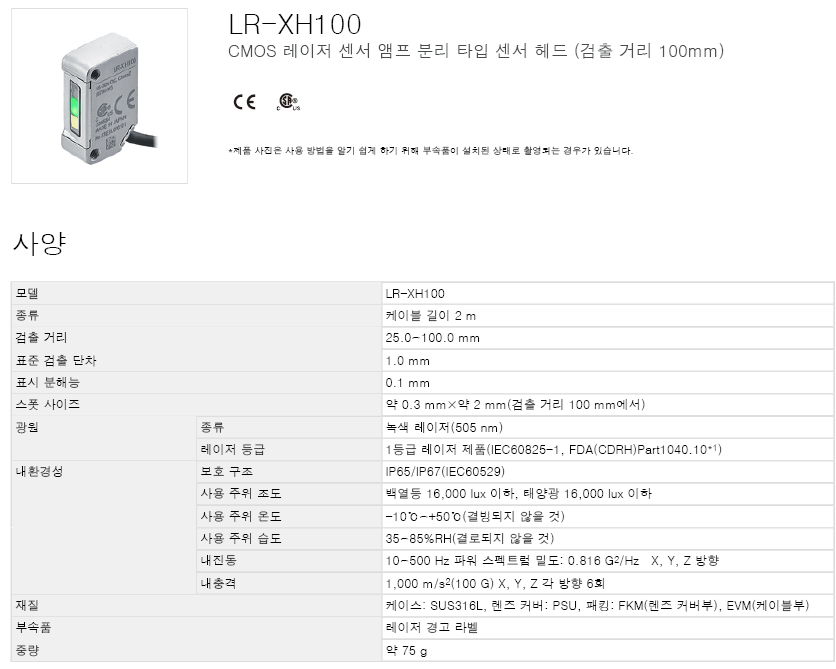 LR-XH100
CMOS 레이저 센서 앰프 분리 타입 센서 헤드 (검출 거리 100mm)
CE
*제품 사진은 사용 방법을 알기 쉽게 하기 위해 부속품이 설치된 상태로 촬영되는 경우가 있습니다.
사양
모델 LR-XH100
종류 케이블 길이 2 m
검출 거리 25.0~100.0 mm
표준 검출 단차 1.0 mm
표시 분해능 0.1 mm
스폿 사이즈 약 0.3 mm×약 2 mm(검출 거리 100 mm에서)
광원 종류 녹색 레이저(505 nm)
레이저 등급 1등급 레이저 제품(IEC60825-1, FDA(CDRH)Part1040.10*1)
내환경성 보호 구조 IP65/IP67(IEC60529)
사용 주위 조도 백열등 16,000 lux 이하, 태양광 16,000 lux 이하
사용 주위 온도 -10℃~+50℃(결빙되지 않을 것)
사용 주위 습도 35~85%RH(결로되지 않을 것)
내진동 10~500 Hz 파워 스펙트럼 밀도: 0.816 G2/Hz X, Y, Z 방향
내충격 1,000 m/s2(100 G) X, Y, Z 각 방향 6회
재질 케이스: SUS316L, 렌즈 커버: PSU, 패킹: FKM(렌즈 커버부), EVM(케이블부)
부속품 레이저 경고 라벨
중량 약 75 g